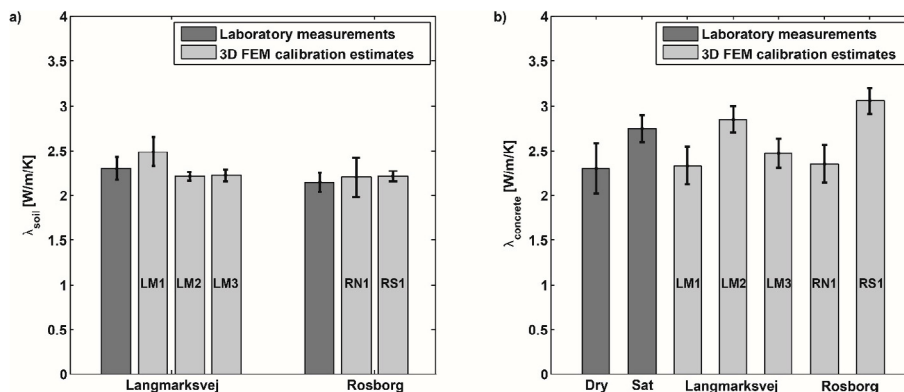 a)
4
3.5
3
2.5
2
1.5
1
0.5
0
λsoil [W/m/K]
Laboratory measurements
3D FEM calibration estimates
LM1
LM2
LM3
RN1
RS1
Langmarksvej
Rosborg
b)
4
3.5
3
2.5
2
1.5
1
0.5
0
λconcrete [W/m/K]
Laboratory measurements
3D FEM calibration estimates
LM1
LM2
LM3
RN1
RS1
Dry
Sat
Langmarksvej
Rosborg